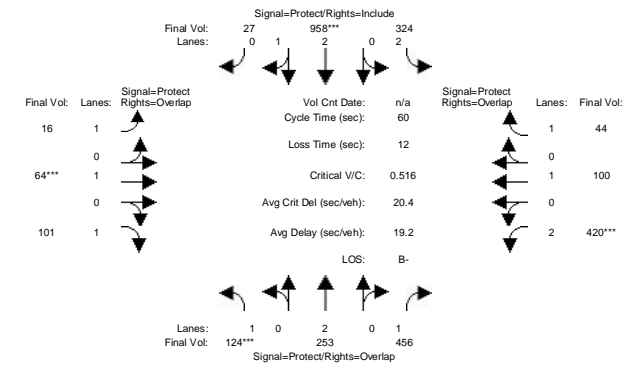 Signal=Protect/Rights=Include
Final Vol: 27 958*** 324
Lanes: 0 1 2 0 2
Signal=Protect Signal=Protect
Final Vol: Lanes: Rights=Overlap Vol Cnt Date: n/a Rights=Overlap Lanes: Final Vol:
Cycle Time (sec): 60
16 1 1 44
Loss Time (sec): 12
0 0
64*** 1 Critical V/C: 0.516 1 100
0 Avg Crit Del (sec/veh): 20.4 0
101 1 Avg Delay (sec/veh): 19.2 2 420***
LOS: B-
Lanes: 1 0 2 0 1
Final Vol: 124*** 253 456
Signal=Protect/Rights=Overlap